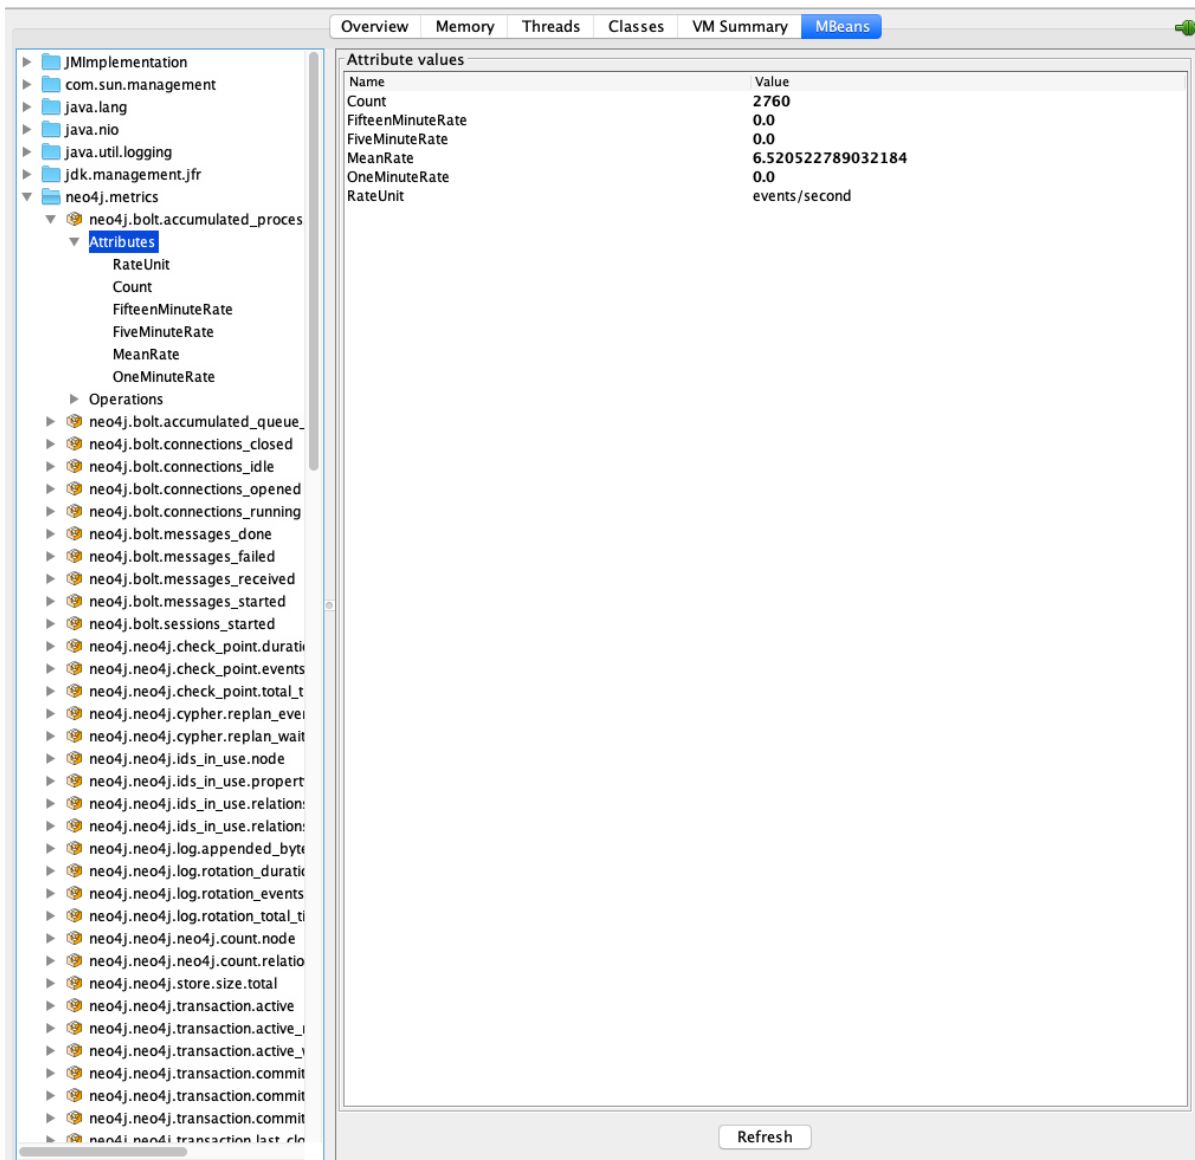 Overview Memory Threads Classes VM Summary MBeans
JMImplementation
com.sun.management
java.lang
java.nio
java.util.logging
jdk.management.jfr
neo4j.metrics
neo4j.bolt.accumulated_proces
Attributes
RateUnit
Count
FifteenMinuteRate
FiveMinuteRate
MeanRate
OneMinuteRate
Operations
neo4j.bolt.accumulated_queue_
neo4j.bolt.connections_closed
neo4j.bolt.connections_idle
neo4j.bolt.connections_opened
neo4j.bolt.connections_running
neo4j.bolt.messages_done
neo4j.bolt.messages_failed
neo4j.bolt.messages_received
neo4j.bolt.messages_started
neo4j.bolt.sessions_started
neo4j.neo4j.check_point.durati
neo4j.neo4j.check_point.events
neo4j.neo4j.check_point.total_t
neo4j.neo4j.cypher.replan_eve
neo4j.neo4j.cypher.replan_wait
neo4j.neo4j.ids_in_use.node
neo4j.neo4j.ids_in_use.propert
neo4j.neo4j.ids_in_use.relation
neo4j.neo4j.ids_in_use.relation
neo4j.neo4j.log.appended_byte
neo4j.neo4j.log.rotation_duratio
neo4j.neo4j.log.rotation_events
neo4j.neo4j.log.rotation_total_ti
neo4j.neo4j.neo4j.count.node
neo4j.neo4j.neo4j.count.relatio
neo4j.neo4j.store.size.total
neo4j.neo4j.transaction.active
neo4j.neo4j.transaction.active_
neo4j.neo4j.transaction.active_
neo4j.neo4j.transaction.commit
neo4j.neo4j.transaction.commit
neo4j.neo4j.transaction.commit
neo4j.neo4j.transaction.last_clo
Attribute values
Name Value
Count 2760
FifteenMinuteRate 0.0
FiveMinuteRate 0.0
MeanRate 6.520522789032184
OneMinuteRate 0.0
RateUnit events/second
Refresh